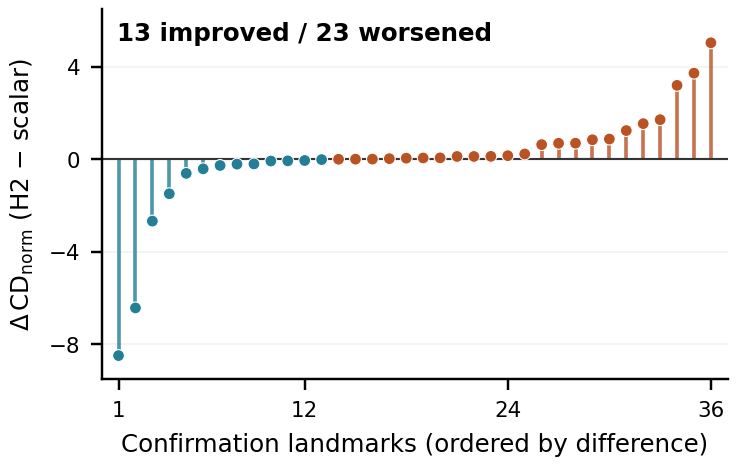 13 improved / 23 worsened
Δ CDnorm (H2 − scalar)
4
0
−4
−8
1
12
24
36
Confirmation landmarks (ordered by difference)